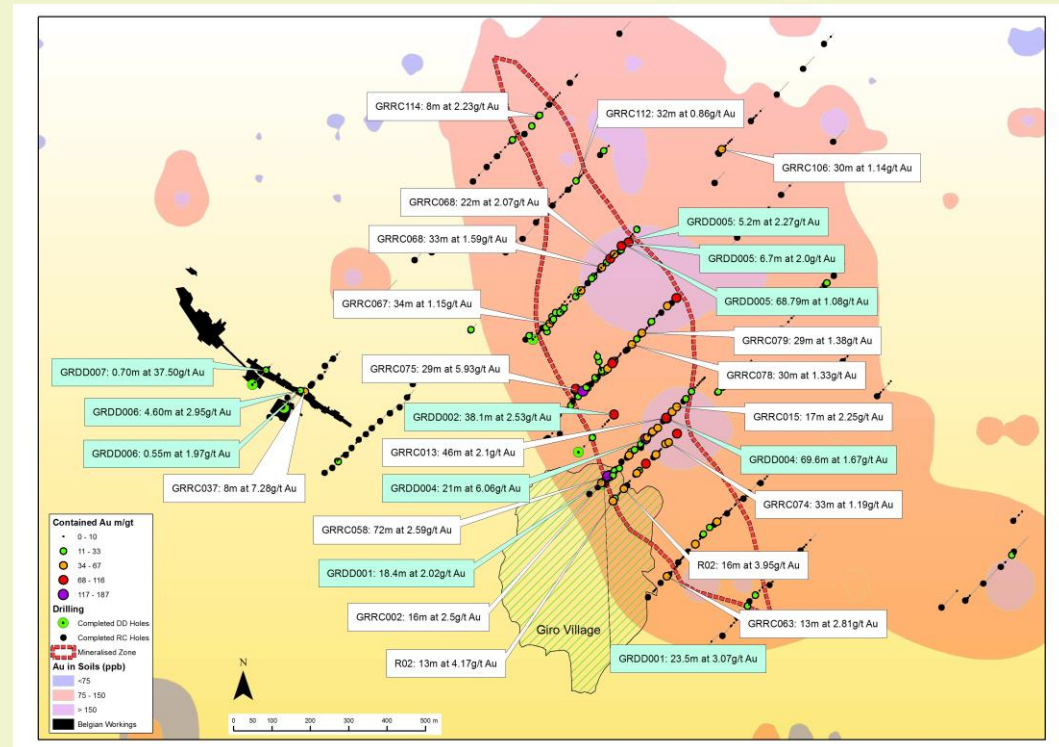 GRRC114: 8m at 2.23g/t Au
GRRC112: 32m at 0.86g/t Au
GRRC106: 30m at 1.14g/t Au
GRRC068: 22m at 2.07g/t Au
GRDD005: 5.2m at 2.27g/t Au
GRRC068: 33m at 1.59g/t Au
GRDD005: 6.7m at 2.0g/t Au
GRDD005: 68.79m at 1.08g/t Au
GRRC067: 34m at 1.15g/t Au
GRRC079: 29m at 1.38g/t Au
GRDD007: 0.70m at 37.50g/t Au
GRRC075: 29m at 5.93g/t Au
GRRC078: 30m at 1.33g/t Au
GRDD006: 4.60m at 2.95g/t Au
GRDD002: 38.1m at 2.53g/t Au
GRRC015: 17m at 2.25g/t Au
GRDD006: 0.55m at 1.97g/t Au
GRRC013: 46m at 2.1g/t Au
GRDD004: 69.6m at 1.67g/t Au
GRRC037: 8m at 7.28g/t Au
GRDD004: 21m at 6.06g/t Au
GRRC074: 33m at 1.19g/t Au
GRRC058: 72m at 2.59g/t Au
R02: 16m at 3.95g/t Au
GRDD001: 18.4m at 2.02g/t Au
GRRC002: 16m at 2.5g/t Au
GRRC063: 13m at 2.81g/t Au
Giro Village
R02: 13m at 4.17g/t Au
GRDD001: 23.5m at 3.07g/t Au
Contained Au m/gt
0 - 10
11 - 33
34 - 67
68 - 116
117 - 187
Drilling
Completed DD Holes
Completed RC Holes
Mineralised Zone
Au in Soils (ppb)
<75
75 - 150
> 150
Belgian Workings
N
0 50 100 200 300 400 500 m